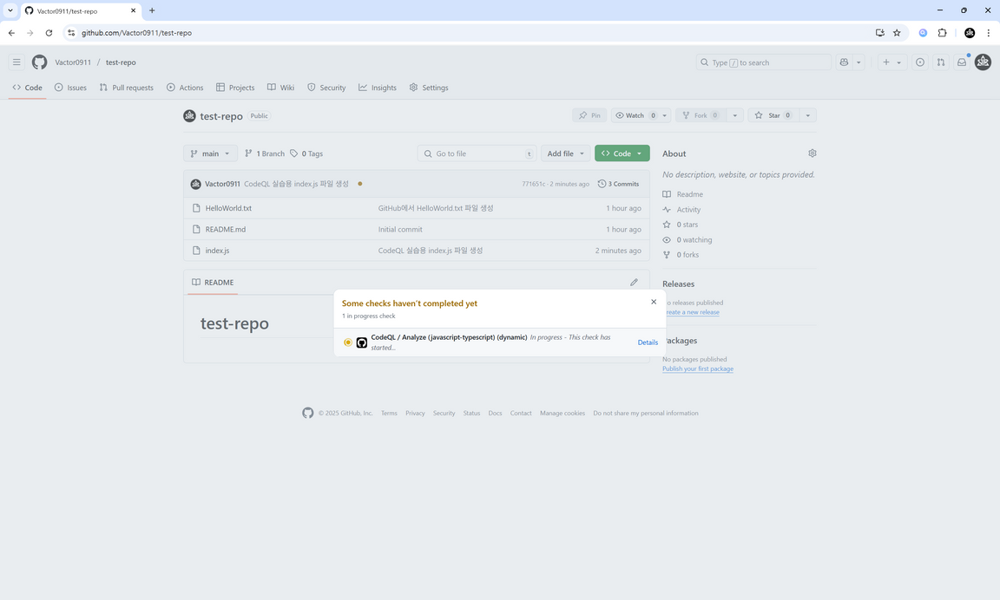 Vactor0911/test-repo
github.com/Vactor0911/test-repo
Vactor0911 / test-repo
Type / to search
Code Issues Pull requests Actions Projects Wiki Security Insights Settings
test-repo Public
Pin Watch 0 Fork 0 Star 0
main 1 Branch 0 Tags Go to file t Add file Code
Vactor0911 CodeQL 실습용 index.js 파일 생성 771651c · 2 minutes ago 3 Commits
HelloWorld.txt GitHub에서 HelloWorld.txt 파일 생성 1 hour ago
README.md Initial commit 1 hour ago
index.js CodeQL 실습용 index.js 파일 생성 2 minutes ago
README
test-repo
About
No description, website, or topics provided.
Readme
Activity
0 stars
0 watching
0 forks
Releases
o releases published
reate a new release
ackages
No packages published
Publish your first package
Some checks haven't completed yet
1 in progress check
CodeQL / Analyze (javascript-typescript) (dynamic) In progress - This check has
started... Details
© 2025 GitHub, Inc. Terms Privacy Security Status Docs Contact Manage cookies Do not share my personal information